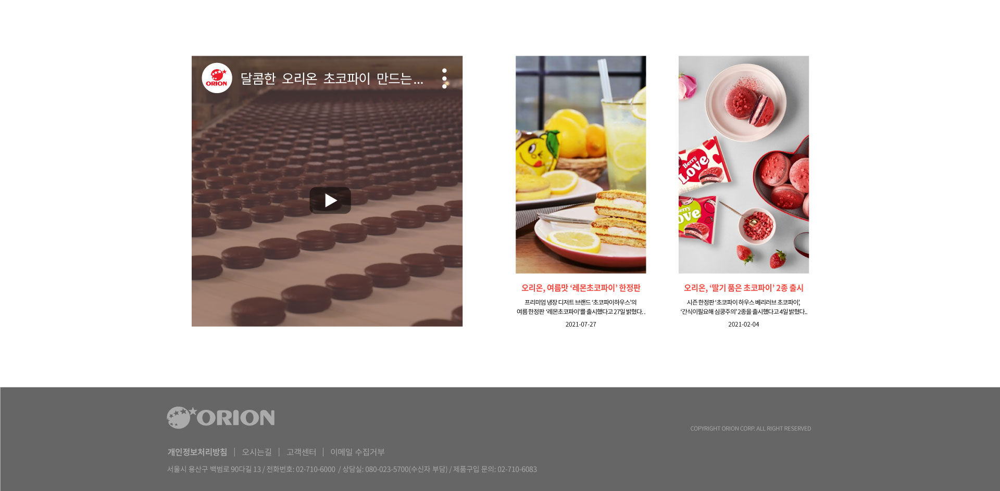 ORION
달콤한 오리온 초코파이 만드는...
Berry
LOVE
Berry
Love
오리온, 여름맛 ‘레몬초코파이’ 한정판
프리미엄 냉장 디저트 브랜드 ‘초코파이하우스’의
여름 한정판 ‘레몬초코파이’를 출시했다고 27일 밝혔다. .
2021-07-27
오리온, ‘딸기 품은 초코파이’ 2종 출시
시즌 한정판 ‘초코파이 하우스 베리러브 초코파이’,
‘간식이필요해 심쿵주의’ 2종을 출시했다고 4일 밝혔다..
2021-02-04
ORION
COPYRIGHT ORION CORP. ALL RIGHT RESERVED
개인정보처리방침 | 오시는길 | 고객센터 | 이메일 수집거부
서울시 용산구 백범로 90다길 13 / 전화번호: 02-710-6000 / 상담실: 080-023-5700(수신자 부담) / 제품구입 문의: 02-710-6083